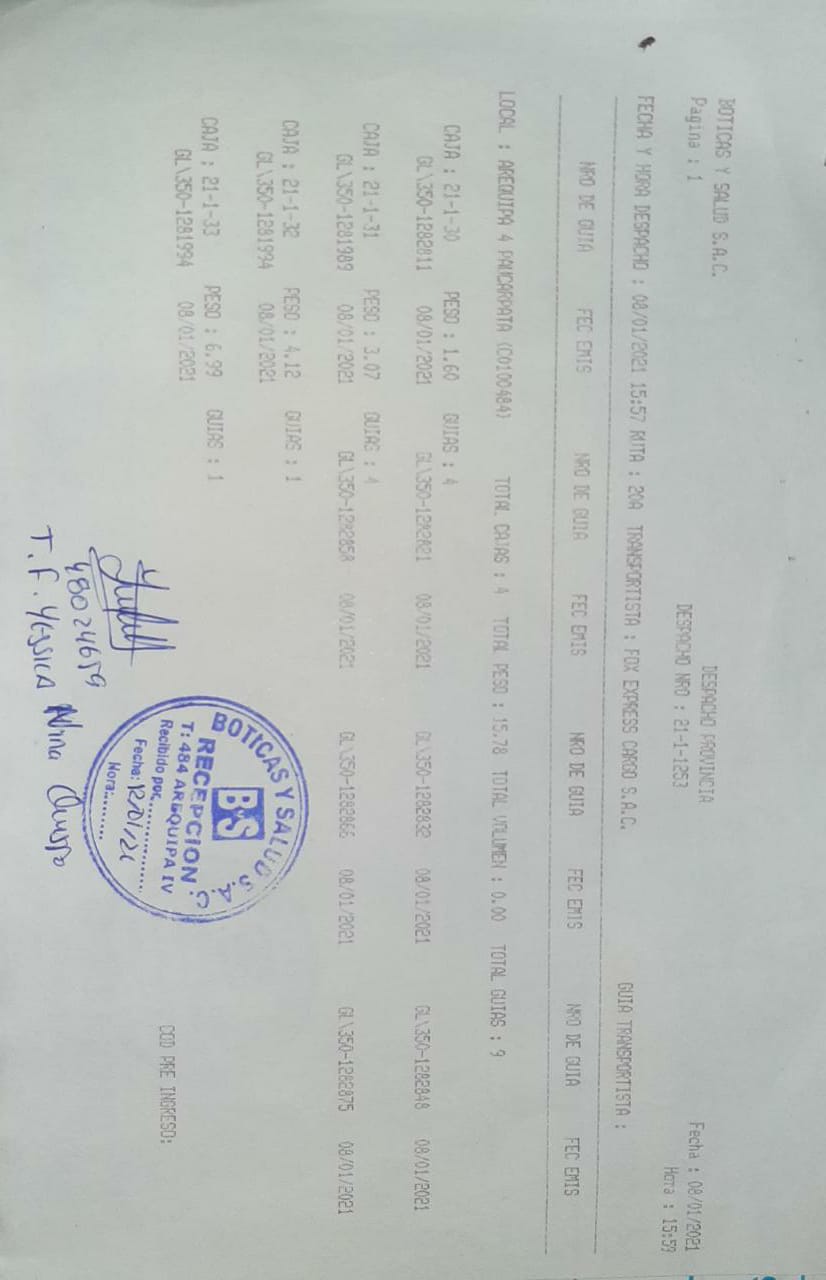 BOTICAS Y SALUD S.A.C. DESPACHO PROVINCIA Fecha : 08/01/2021
Pagina : 1 DESPACHO NRO : 21-1-1253 Hora : 15:59
FECHA Y HORA DESPACHO : 08/01/2021 15:57 RUTA : 20A TRANSPORTISTA : FOX EXPRESS CARGO S.A.C. GUIA TRANSPORTISTA :
NRO DE GUIA FEC EMIS NRO DE GUIA FEC EMIS NRO DE GUIA FEC EMIS NRO DE GUIA FEC EMIS
LOCAL : AREQUIPA 4 PAUCARPATA (C0100484) TOTAL CAJAS : 4 TOTAL PESO : 15.78 TOTAL VOLUMEN : 0.00 TOTAL GUIAS : 9
CAJA : 21-1-30 PESO : 1.60 GUIAS : 4
GL\350-1282811 08/01/2021 GL\350-1282821 08/01/2021 GL\350-1282832 08/01/2021 GL\350-1282848 08/01/2021
CAJA : 21-1-31 PESO : 3.07 GUIAS : 4
GL\350-1281989 08/01/2021 GL\350-1282858 08/01/2021 GL\350-1282866 08/01/2021 GL\350-1282875 08/01/2021
CAJA : 21-1-32 PESO : 4.12 GUIAS : 1
GL\350-1281994 08/01/2021
CAJA : 21-1-33 PESO : 6.99 GUIAS : 1
GL\350-1281994 08/01/2021
COD PRE INGRESO:
BOTICAS Y SALUD S.A.C.
BS
RECEPCION
T: 484 AREQUIPA IV
Recibido por:
Fecha: 12/01/21
Hora:
48024659
T. F. Yessica Nina Quispe